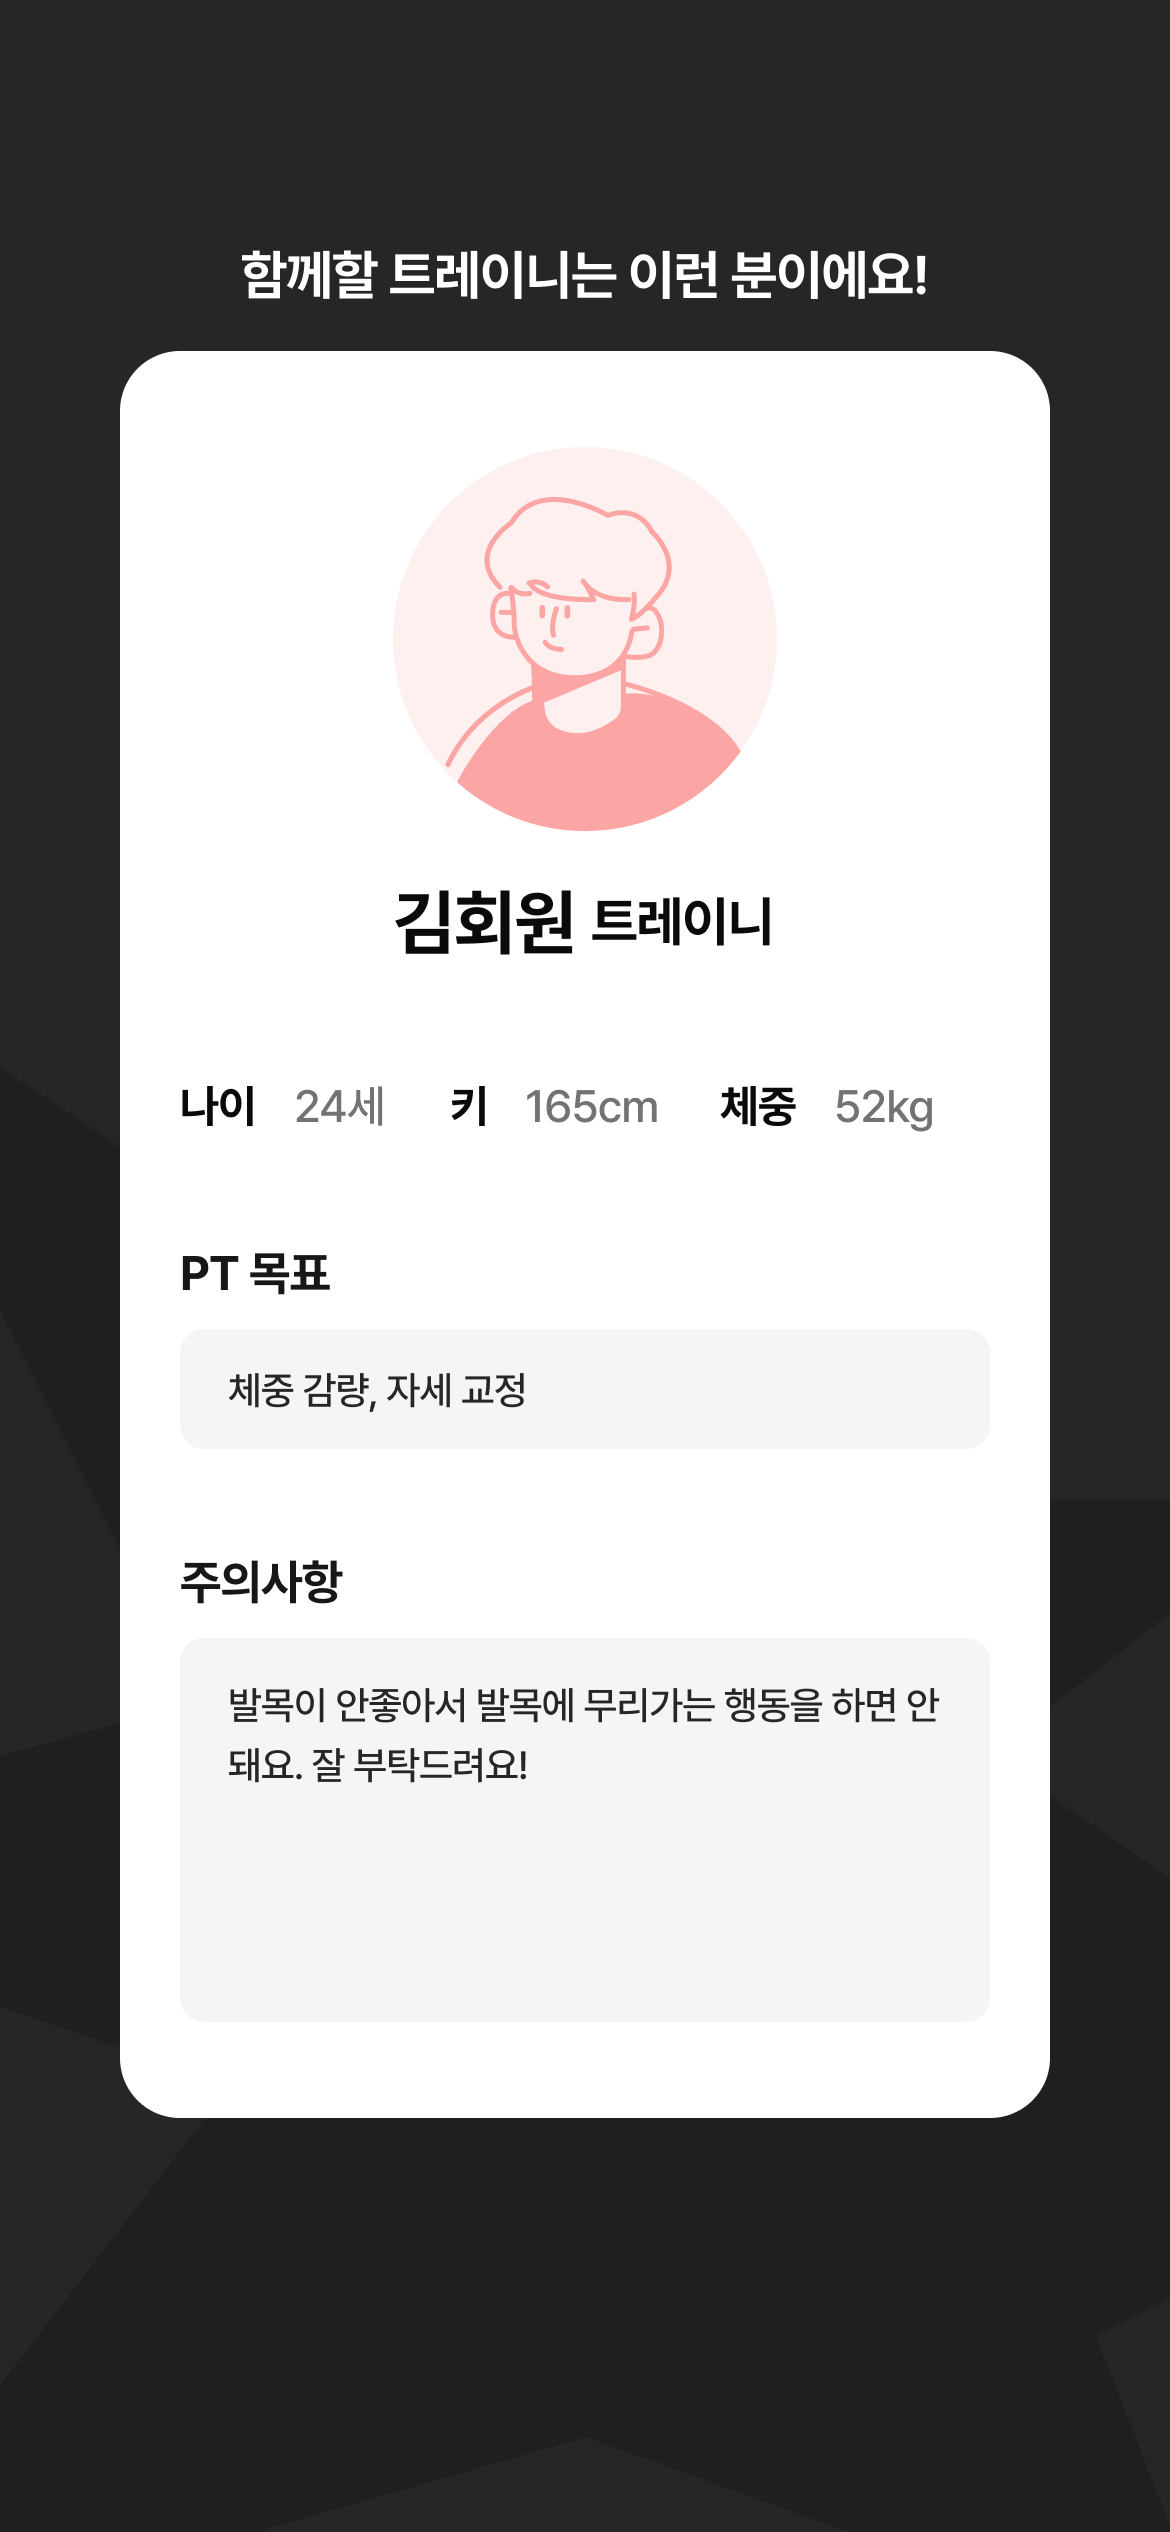 함께할 트레이니는 이런 분이에요!
김회원 트레이니
나이 24세 키 165cm 체중 52kg
PT 목표
체중 감량, 자세 교정
주의사항
발목이 안좋아서 발목에 무리가는 행동을 하면 안
돼요. 잘 부탁드려요!